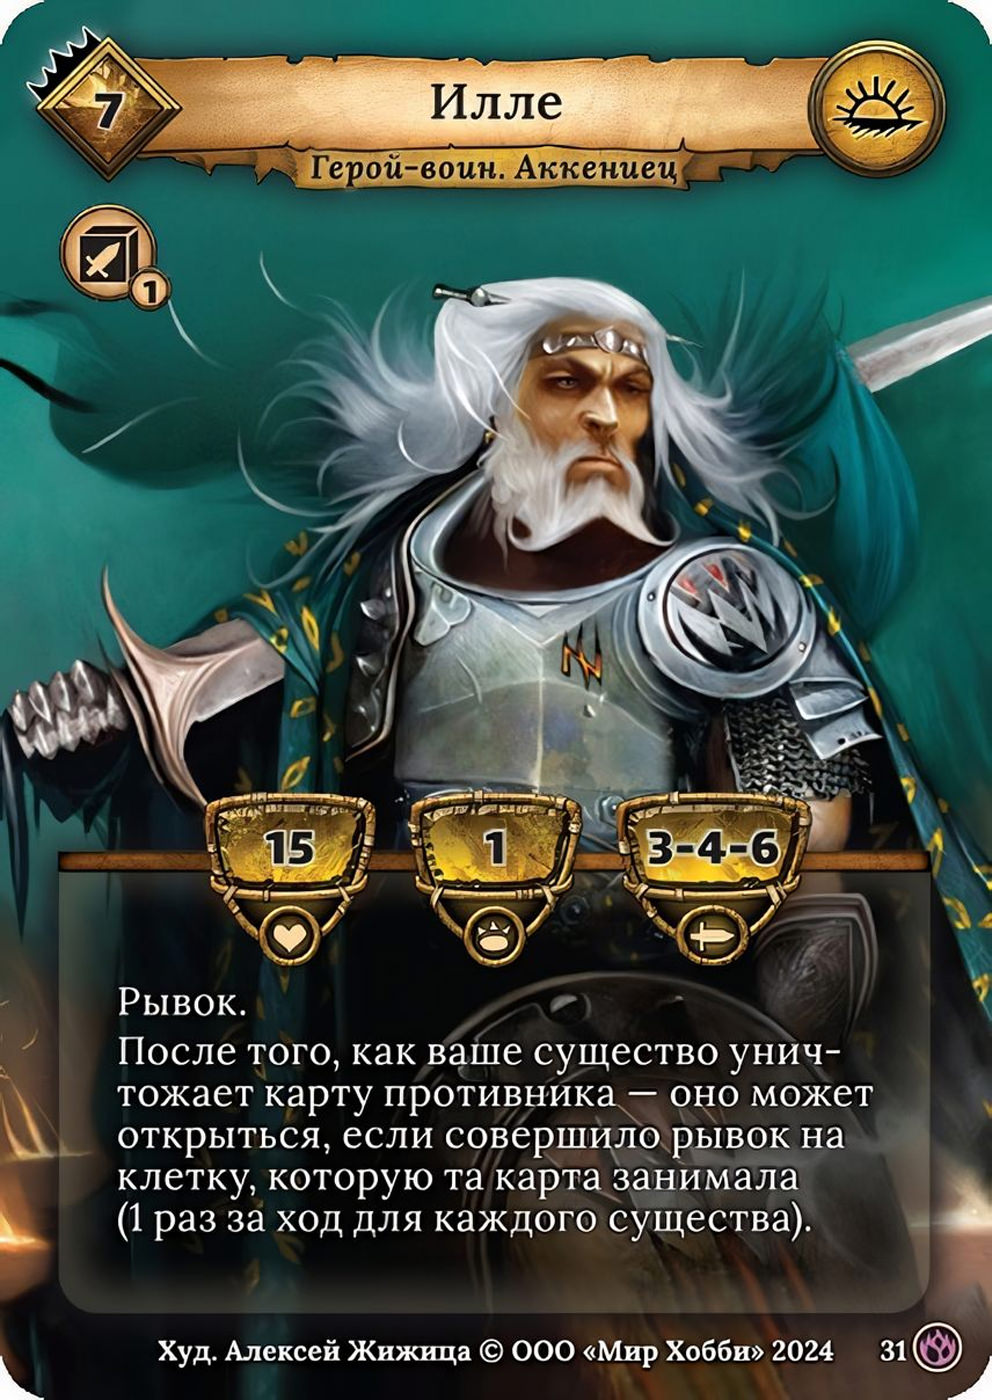 7
Илле
Герой-воин. Аккениец
1
15
1
3-4-6
Рывок.
После того, как ваше существо унич-
тожает карту противника — оно может
открыться, если совершило рывок на
клетку, которую та карта занимала
(1 раз за ход для каждого существа).
Худ. Алексей Жижица © ООО «Мир Хобби» 2024
31